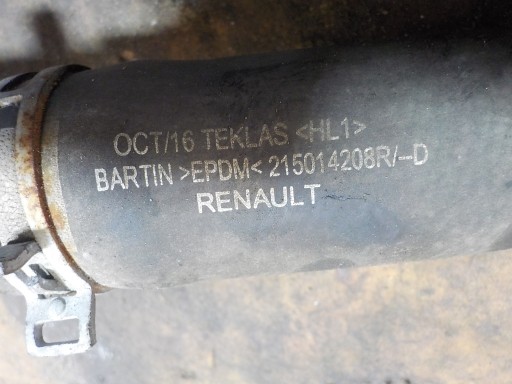 OCT/16 TEKLAS <HL1>
BARTIN >EPDM< 215014208R/--D
RENAULT